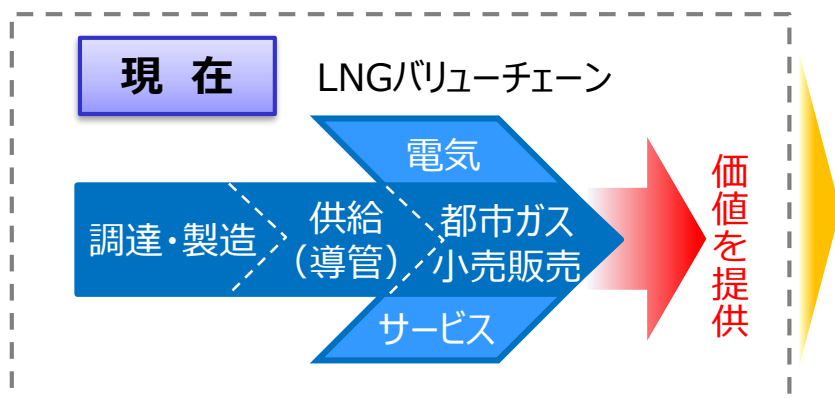 現 在
LNGバリューチェーン
電気
調達・製造
供給
（導管）
都市ガス
小売販売
サービス
価値を提供